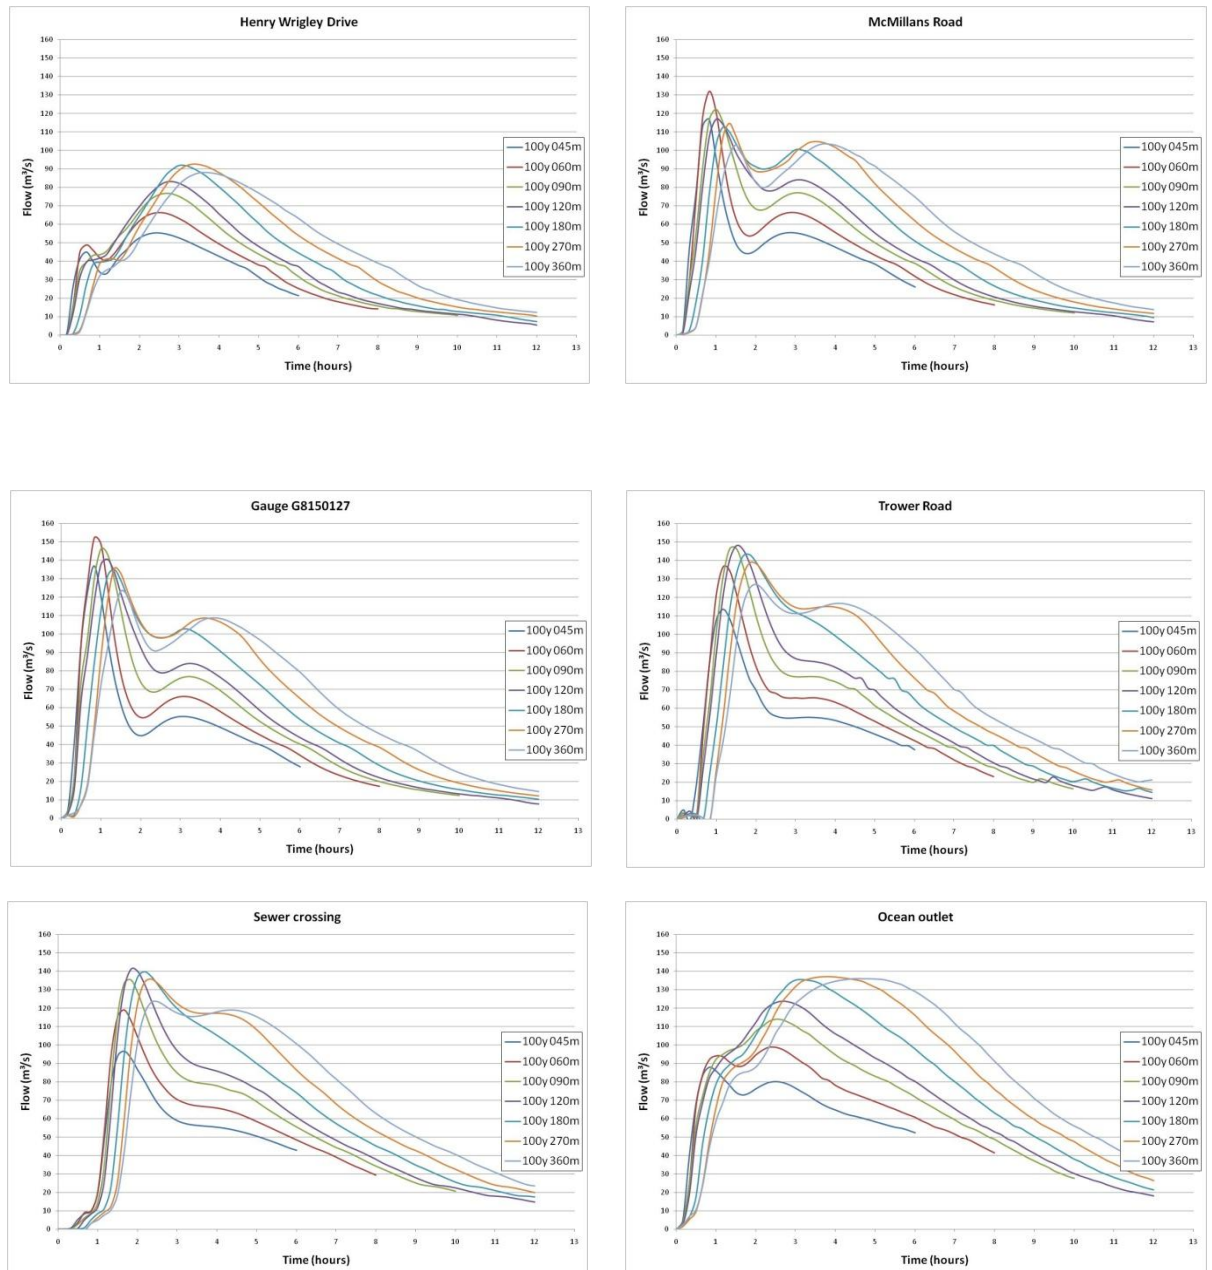 Henry Wrigley Drive
160
150
140
130
120
110
100
90
80
70
60
50
40
30
20
10
0
Flow (m³/s)
100y 045m
100y 060m
100y 090m
100y 120m
100y 180m
100y 270m
100y 360m
0 1 2 3 4 5 6 7 8 9 10 11 12 13
Time (hours)
McMillans Road
160
150
140
130
120
110
100
90
80
70
60
50
40
30
20
10
0
Flow (m³/s)
100y 045m
100y 060m
100y 090m
100y 120m
100y 180m
100y 270m
100y 360m
0 1 2 3 4 5 6 7 8 9 10 11 12 13
Time (hours)
Gauge G8150127
160
150
140
130
120
110
100
90
80
70
60
50
40
30
20
10
0
Flow (m³/s)
100y 045m
100y 060m
100y 090m
100y 120m
100y 180m
100y 270m
100y 360m
0 1 2 3 4 5 6 7 8 9 10 11 12 13
Time (hours)
Trower Road
160
150
140
130
120
110
100
90
80
70
60
50
40
30
20
10
0
Flow (m³/s)
100y 045m
100y 060m
100y 090m
100y 120m
100y 180m
100y 270m
100y 360m
0 1 2 3 4 5 6 7 8 9 10 11 12 13
Time (hours)
Sewer crossing
160
150
140
130
120
110
100
90
80
70
60
50
40
30
20
10
0
Flow (m³/s)
100y 045m
100y 060m
100y 090m
100y 120m
100y 180m
100y 270m
100y 360m
0 1 2 3 4 5 6 7 8 9 10 11 12 13
Time (hours)
Ocean outlet
160
150
140
130
120
110
100
90
80
70
60
50
40
30
20
10
0
Flow (m³/s)
100y 045m
100y 060m
100y 090m
100y 120m
100y 180m
100y 270m
100y 360m
0 1 2 3 4 5 6 7 8 9 10 11 12 13
Time (hours)